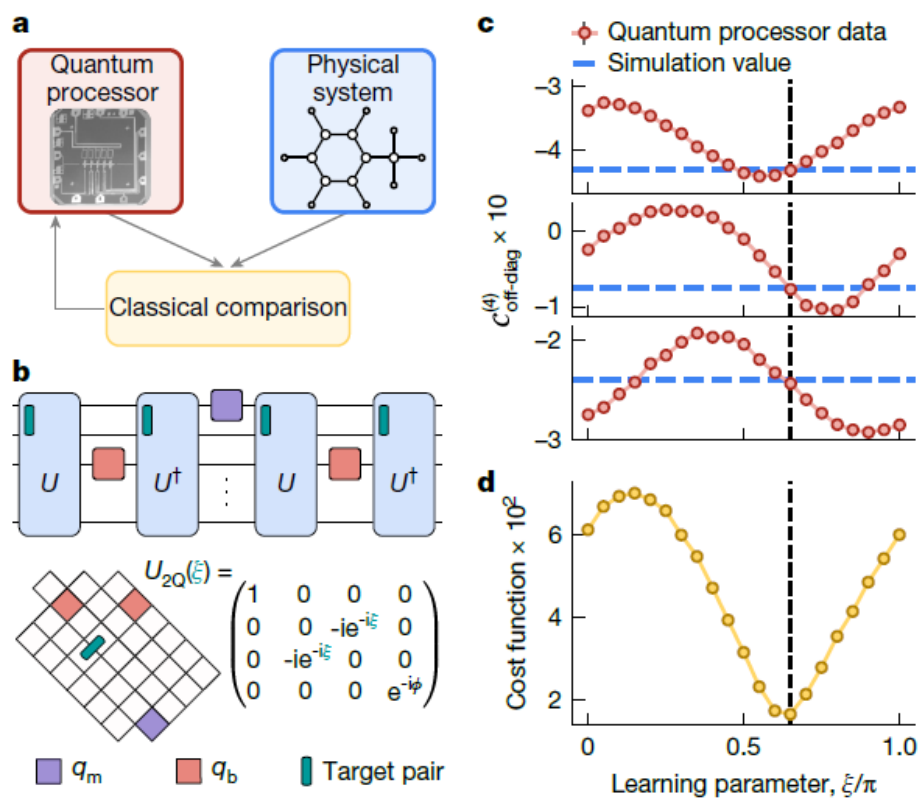 a
Quantum
processor
Physical
system
Classical comparison
b
U
U†
U
U†
U2Q(ξ) =
1 0 0 0
0 0 -ie^-iξ 0
0 -ie^-iξ 0 0
0 0 0 e^-iϕ
qm
qb
Target pair
c
Quantum processor data
Simulation value
−3
−4
0
−1
−2
−3
C(4)off-diag × 10
d
6
4
2
Cost function × 10²
0
0.5
1.0
Learning parameter, ξ/π